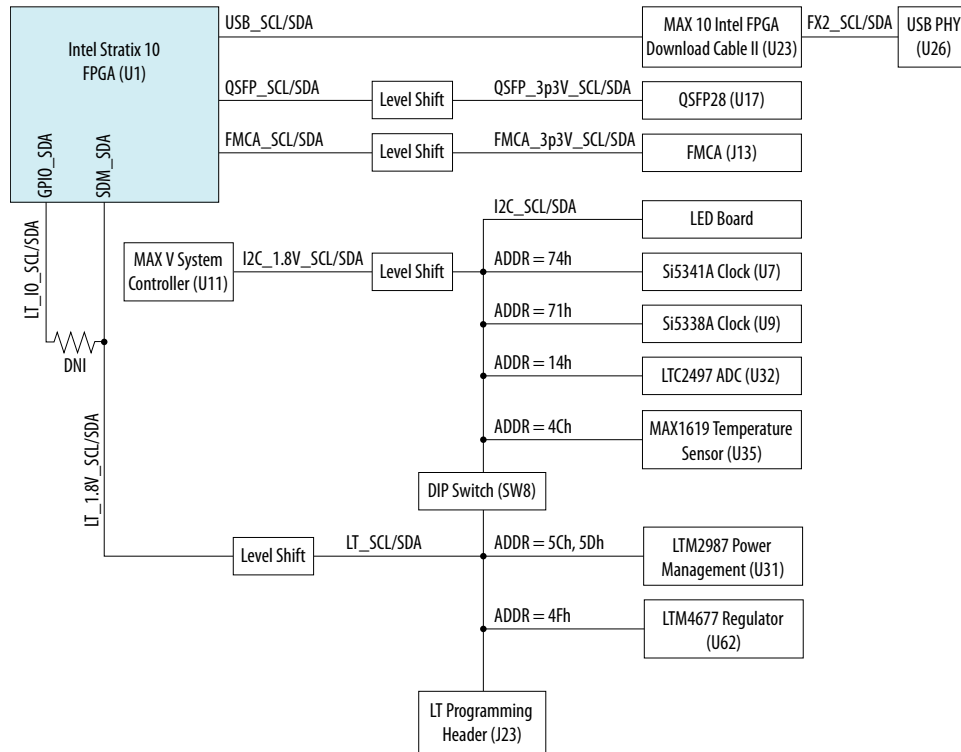 USB_SCL/SDA
MAX 10 Intel FPGA
Download Cable II (U23)
FX2_SCL/SDA
USB PHY
(U26)
Intel Stratix 10
FPGA (U1)
QSFP_SCL/SDA
Level Shift
QSFP_3p3V_SCL/SDA
QSFP28 (U17)
FMCA_SCL/SDA
Level Shift
FMCA_3p3V_SCL/SDA
FMCA (J13)
GPIO_SDA
SDM_SDA
I2C_SCL/SDA
LED Board
LT_IO_SCL/SDA
MAX V System
Controller (U11)
I2C_1.8V_SCL/SDA
Level Shift
ADDR = 74h
Si5341A Clock (U7)
ADDR = 71h
Si5338A Clock (U9)
DNI
ADDR = 14h
LTC2497 ADC (U32)
ADDR = 4Ch
MAX1619 Temperature
Sensor (U35)
LT_1.8V_SCL/SDA
DIP Switch (SW8)
Level Shift
LT_SCL/SDA
ADDR = 5Ch, 5Dh
LTM2987 Power
Management (U31)
ADDR = 4Fh
LTM4677 Regulator
(U62)
LT Programming
Header (J23)